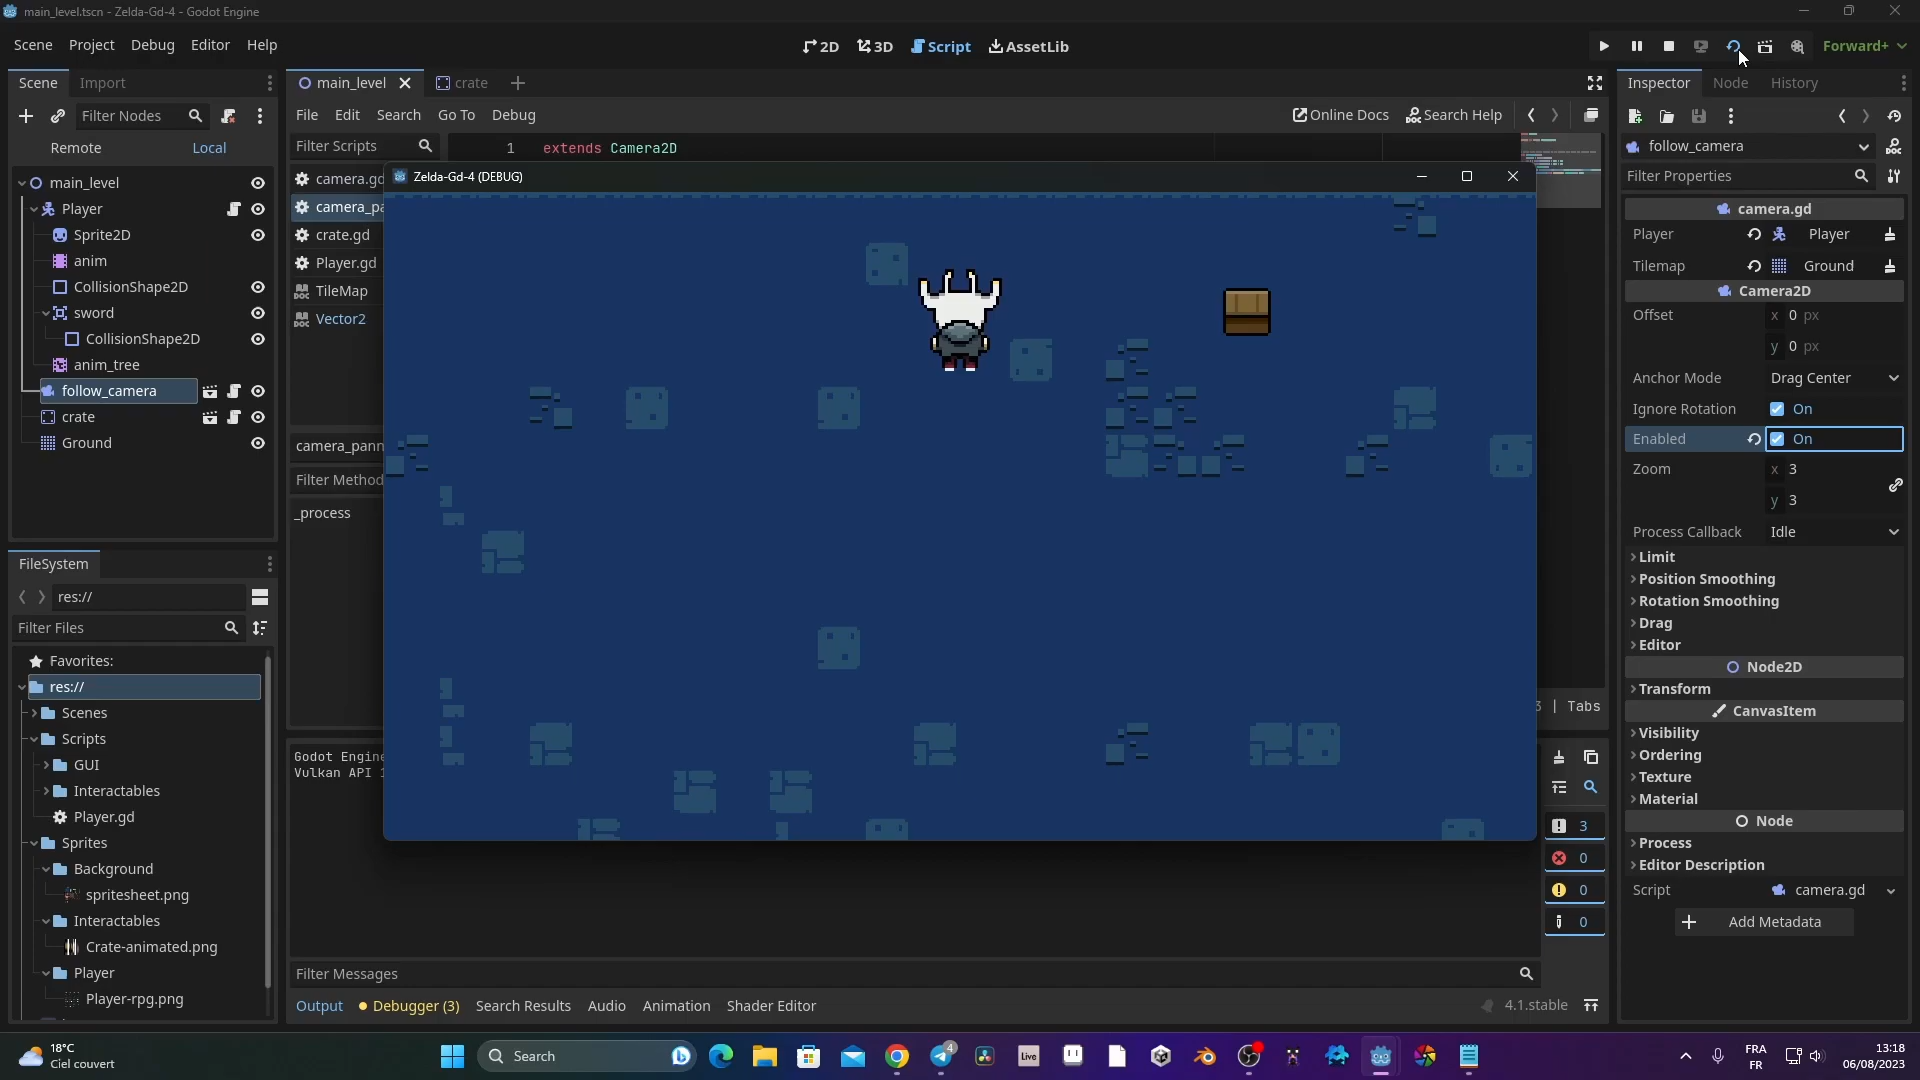 main_level.tscn - Zelda-Gd-4 - Godot Engine
Scene Project Debug Editor Help
2D 3D Script AssetLib
Forward+
Scene Import
main_level crate
Inspector Node History
Filter Nodes
File Edit Search Go To Debug
Online Docs Search Help
Remote Local
Filter Scripts
1 extends Camera2D
follow_camera
Filter Properties
main_level
Player
Sprite2D
anim
CollisionShape2D
sword
CollisionShape2D
anim_tree
follow_camera
crate
Ground
camera.gd
camera_pa
crate.gd
Player.gd
TileMap
Vector2
camera_pann
Filter Method
_process
Zelda-Gd-4 (DEBUG)
3 | Tabs
camera.gd
Player Player
Tilemap Ground
Camera2D
Offset x 0 px
y 0 px
Anchor Mode Drag Center
Ignore Rotation On
Enabled On
Zoom x 3
y 3
Process Callback Idle
Limit
Position Smoothing
Rotation Smoothing
Drag
Editor
Node2D
Transform
CanvasItem
Visibility
Ordering
Texture
Material
Node
Process
Editor Description
Script camera.gd
Add Metadata
FileSystem
res://
Filter Files
Favorites:
res://
Scenes
Scripts
GUI
Interactables
Player.gd
Sprites
Background
spritesheet.png
Interactables
Crate-animated.png
Player
Player-rpg.png
Godot Engine
Vulkan API 1
3
0
0
0
Filter Messages
Output Debugger (3) Search Results Audio Animation Shader Editor
4.1.stable
18°C
Ciel couvert
Search
4
Live
FRA
FR
13:18
06/08/2023